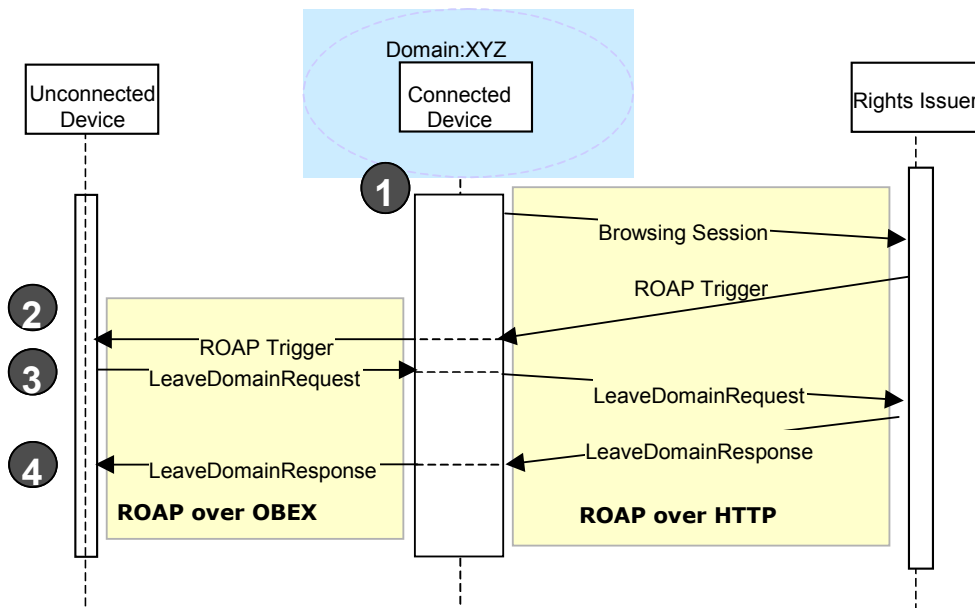 Domain:XYZ
Unconnected
Device
Connected
Device
Rights Issuer
1
Browsing Session
ROAP Trigger
2
ROAP Trigger
3
LeaveDomainRequest
LeaveDomainRequest
LeaveDomainResponse
4
LeaveDomainResponse
ROAP over OBEX
ROAP over HTTP